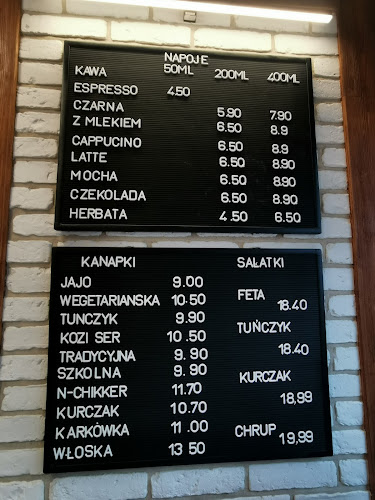 NAPOJE
KAWA 50ML 200ML 400ML
ESPRESSO 4.50
CZARNA 5.90 7.90
Z MLEKIEM 6.50 8.9
CAPPUCINO 6.50 8.9
LATTE 6.50 8.90
MOCHA 6.50 8.90
CZEKOLADA 6.50 8.90
HERBATA 4.50 6.50
KANAPKI
JAJO 9.00
WEGETARIANSKA 10.50
TUNCZYK 9.90
KOZI SER 10.50
TRADYCYJNA 9.90
SZKOLNA 9.90
N-CHIKKER 11.70
KURCZAK 10.70
KARKÓWKA 11.00
WŁOSKA 13 50
SAŁATKI
FETA
18.40
TUŃCZYK
18.40
KURCZAK
18,99
CHRUP
19,99